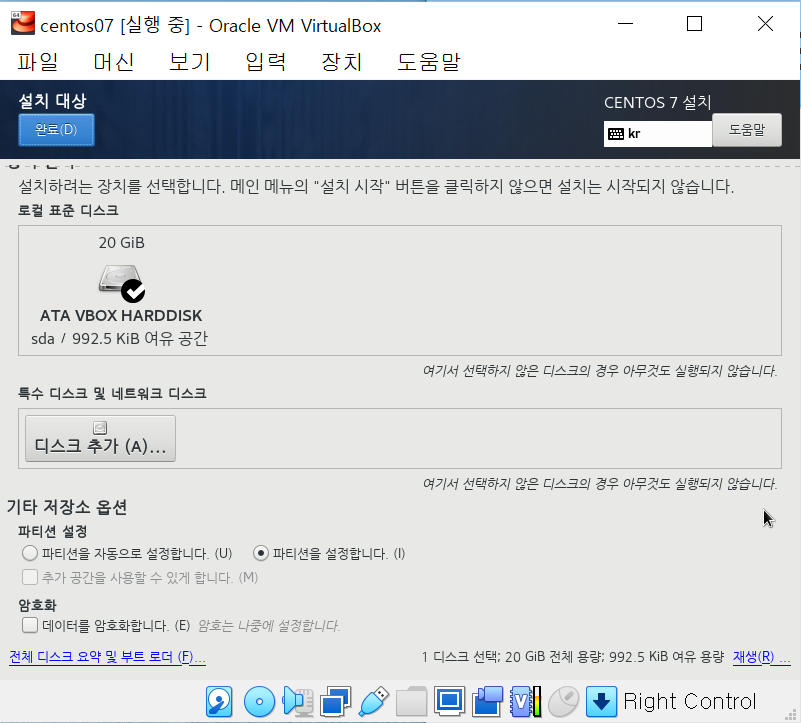 centos07 [실행 중] - Oracle VM VirtualBox
파일 머신 보기 입력 장치 도움말
설치 대상
CENTOS 7 설치
완료(D)
kr
도움말
설치하려는 장치를 선택합니다. 메인 메뉴의 "설치 시작" 버튼을 클릭하지 않으면 설치는 시작되지 않습니다.
로컬 표준 디스크
20 GiB
ATA VBOX HARDDISK
sda / 992.5 KiB 여유 공간
여기서 선택하지 않은 디스크의 경우 아무것도 실행되지 않습니다.
특수 디스크 및 네트워크 디스크
디스크 추가 (A)...
여기서 선택하지 않은 디스크의 경우 아무것도 실행되지 않습니다.
기타 저장소 옵션
파티션 설정
파티션을 자동으로 설정합니다. (U) 파티션을 설정합니다. (I)
추가 공간을 사용할 수 있게 합니다. (M)
암호화
데이터를 암호화합니다. (E) 암호는 나중에 설정합니다.
전체 디스크 요약 및 부트 로더 (F)... 1 디스크 선택; 20 GiB 전체 용량; 992.5 KiB 여유 용량 재생(R) ...
Right Control